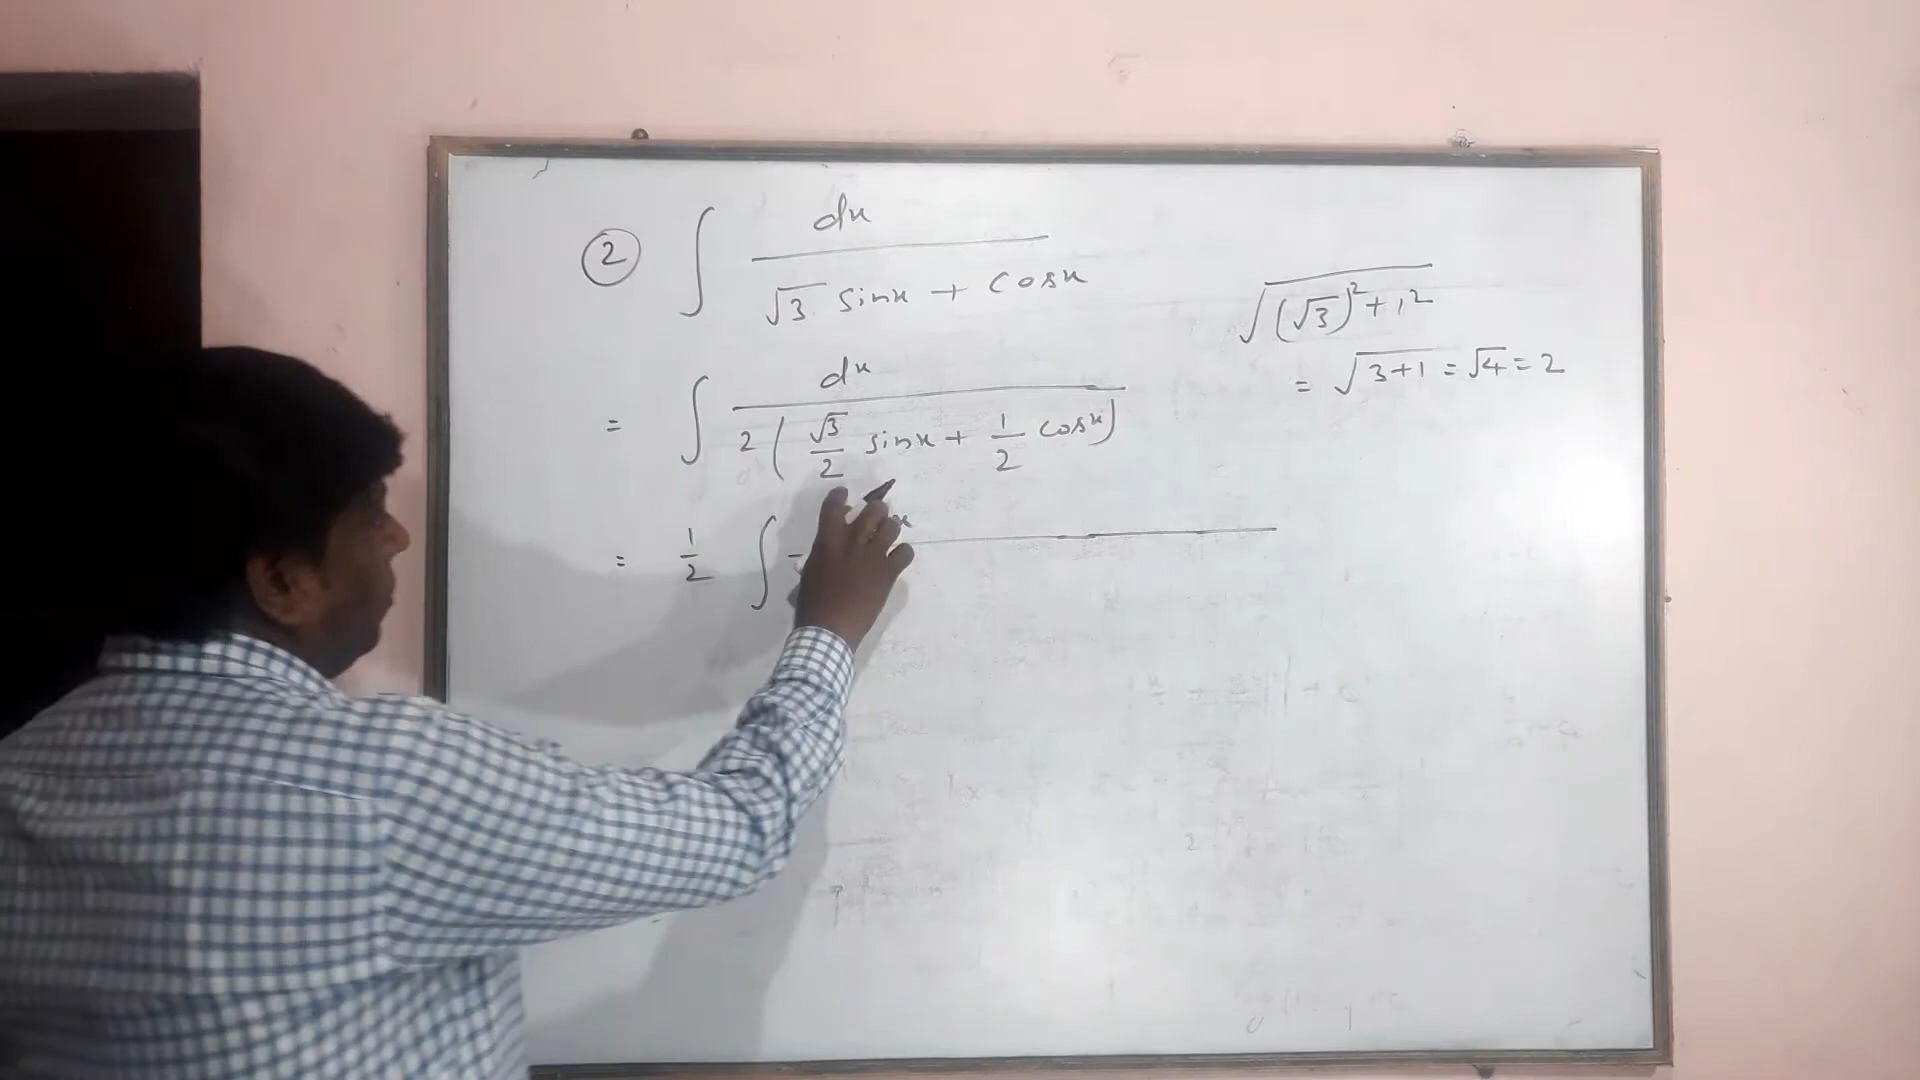 ② ∫ dx / (√3 sinx + cosx)
√((√3)² + 1²)
= √(3+1) = √4 = 2
= ∫ dx / (2(√3/2 sinx + 1/2 cosx))
= 1/2 ∫ x